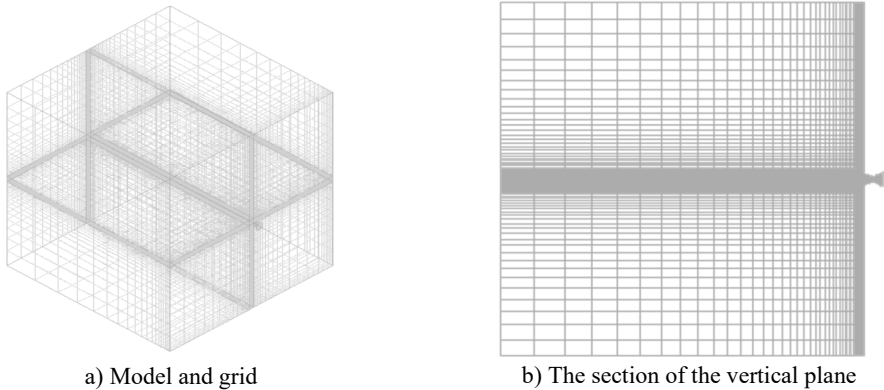 a) Model and grid
b) The section of the vertical plane